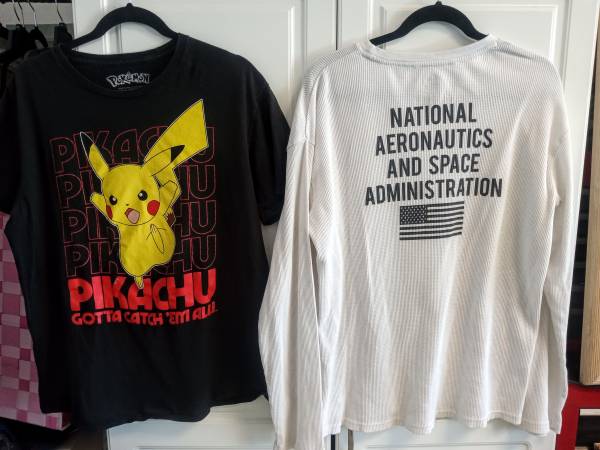 POKéMON
PIKACHU
PIKACHU
PIKACHU
PIKACHU
PIKACHU
GOTTA CATCH 'EM ALL!
NATIONAL
AERONAUTICS
AND SPACE
ADMINISTRATION